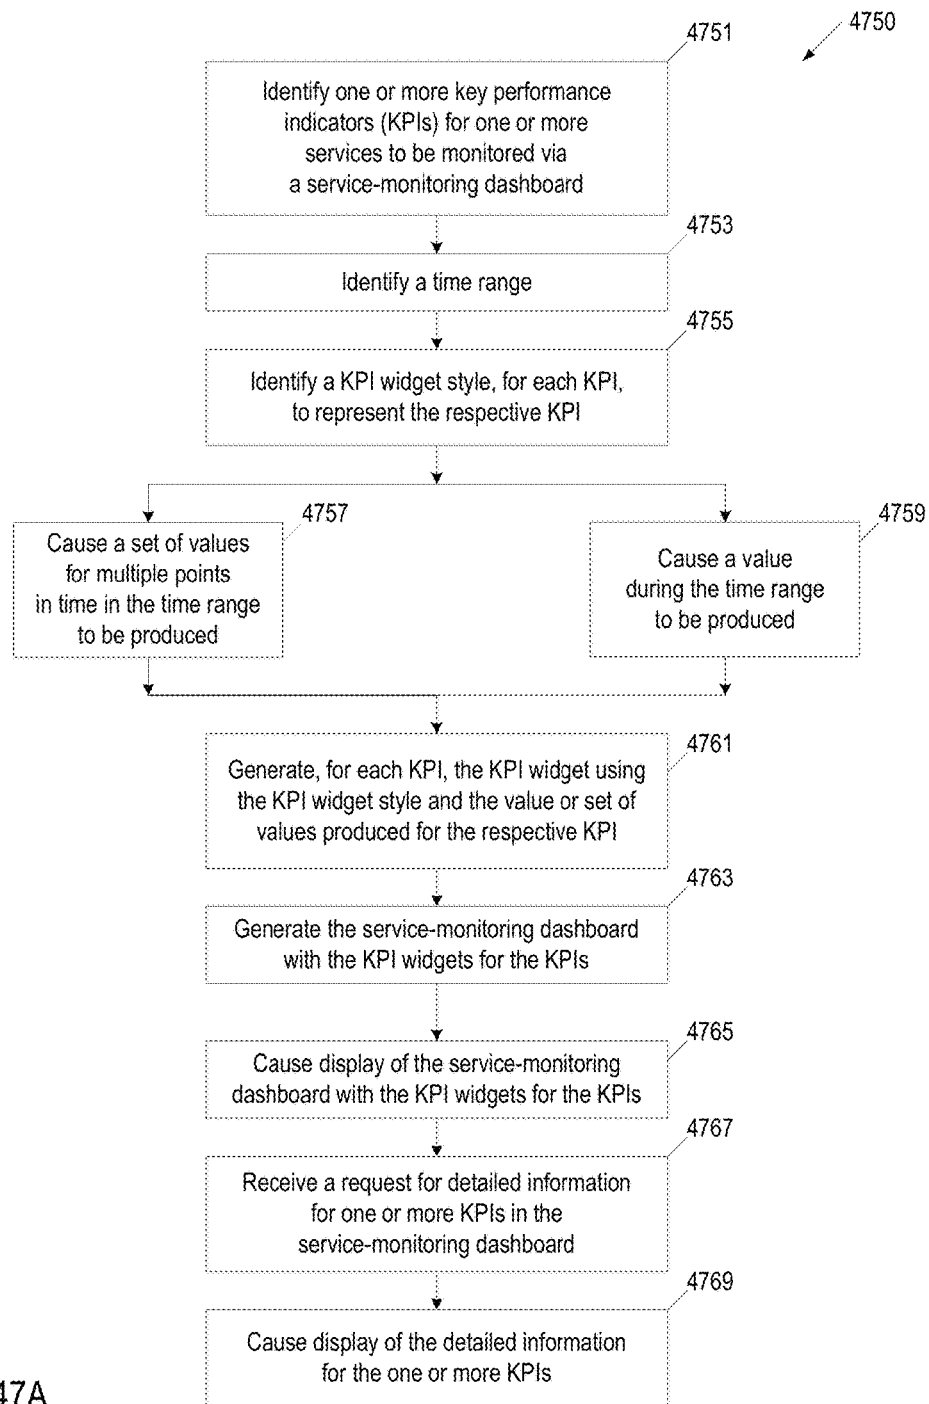 4750
4751
Identify one or more key performance
indicators (KPIs) for one or more
services to be monitored via
a service-monitoring dashboard
4753
Identify a time range
4755
Identify a KPI widget style, for each KPI,
to represent the respective KPI
4757
Cause a set of values
for multiple points
in time in the time range
to be produced
4759
Cause a value
during the time range
to be produced
4761
Generate, for each KPI, the KPI widget using
the KPI widget style and the value or set of
values produced for the respective KPI
4763
Generate the service-monitoring dashboard
with the KPI widgets for the KPIs
4765
Cause display of the service-monitoring
dashboard with the KPI widgets for the KPIs
4767
Receive a request for detailed information
for one or more KPIs in the
service-monitoring dashboard
4769
Cause display of the detailed information
for the one or more KPIs
47A